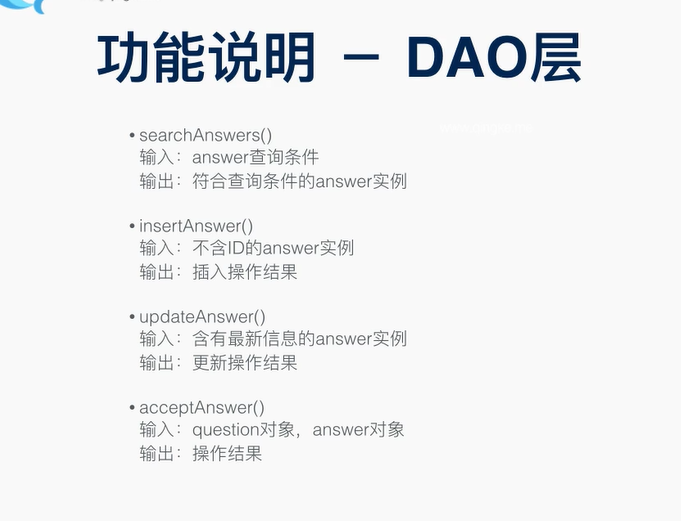 功能说明 － DAO层
• searchAnswers()
输入：answer查询条件
输出：符合查询条件的answer实例
• insertAnswer()
输入：不含ID的answer实例
输出：插入操作结果
• updateAnswer()
输入：含有最新信息的answer实例
输出：更新操作结果
• acceptAnswer()
输入：question对象，answer对象
输出：操作结果